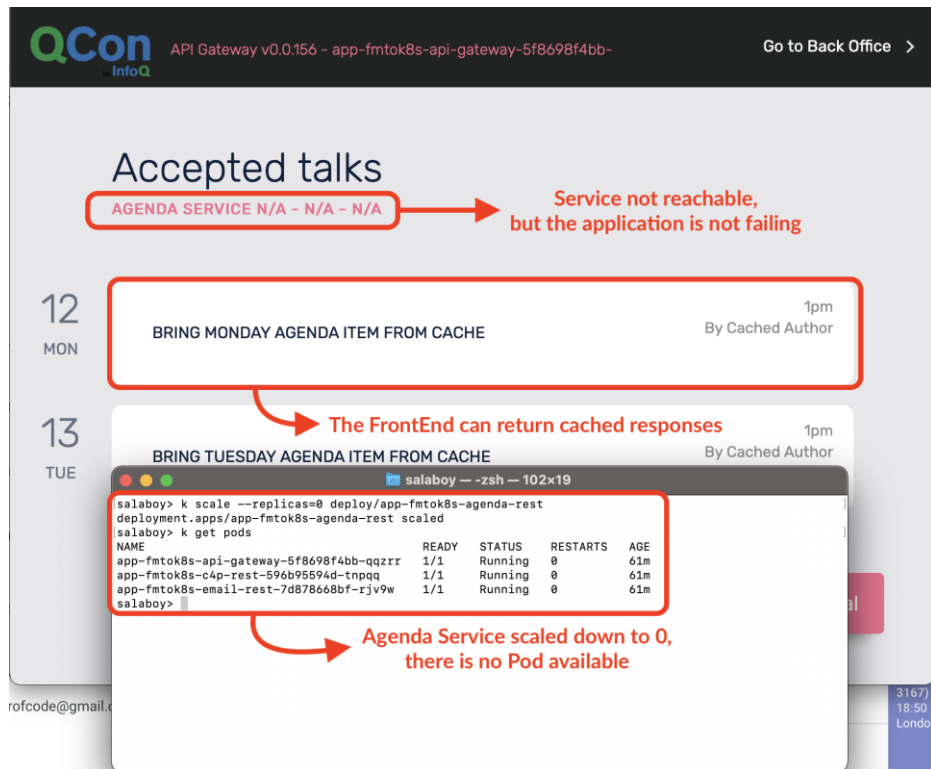 QCon
by InfoQ
API Gateway v0.0.156 - app-fmtok8s-api-gateway-5f8698f4bb-
Go to Back Office >
Accepted talks
AGENDA SERVICE N/A - N/A - N/A
Service not reachable,
but the application is not failing
12
MON
BRING MONDAY AGENDA ITEM FROM CACHE
1pm
By Cached Author
The FrontEnd can return cached responses
13
TUE
BRING TUESDAY AGENDA ITEM FROM CACHE
1pm
By Cached Author
salaboy — -zsh — 102×19
[salaboy> k scale --replicas=0 deploy/app-fmtok8s-agenda-rest ]
deployment.apps/app-fmtok8s-agenda-rest scaled
[salaboy> k get pods ]
NAME READY STATUS RESTARTS AGE
app-fmtok8s-api-gateway-5f8698f4bb-qqzrr 1/1 Running 0 61m
app-fmtok8s-c4p-rest-596b95594d-tnpqq 1/1 Running 0 61m
app-fmtok8s-email-rest-7d878668bf-rjv9w 1/1 Running 0 61m
salaboy>
al
Agenda Service scaled down to 0,
there is no Pod available
rofcode@gmail.c
3167)
18:50
Londo